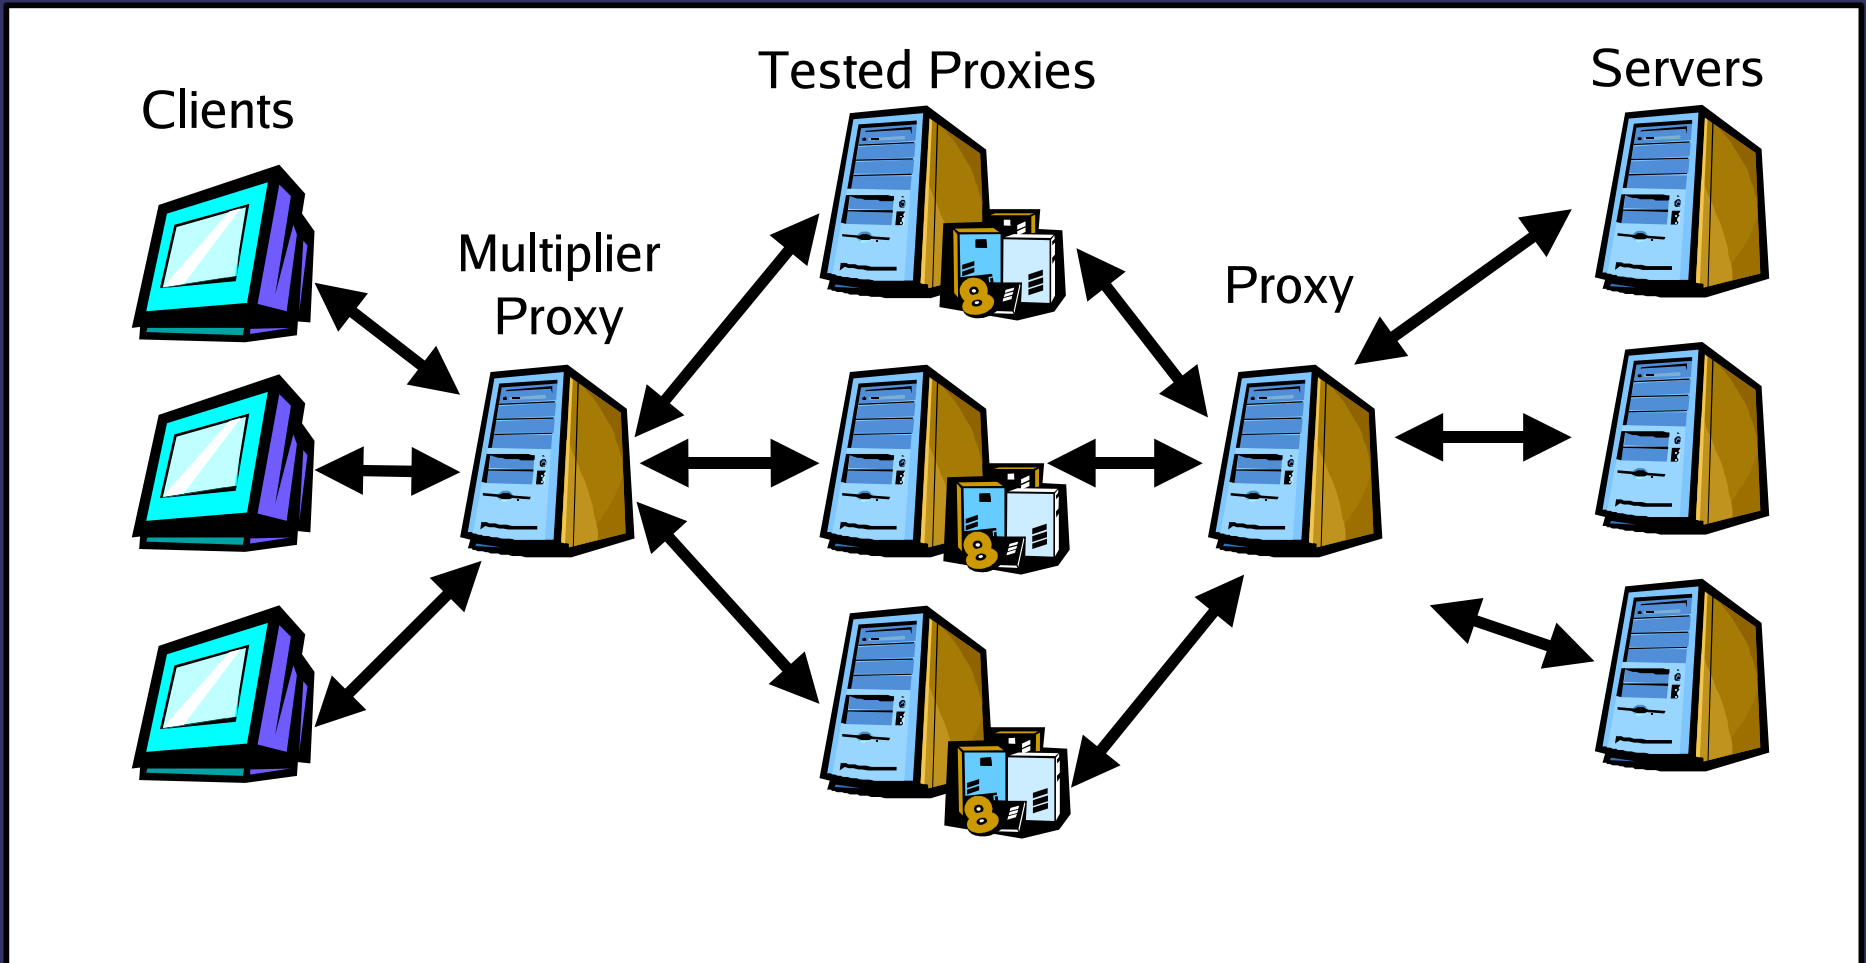 Clients
Multiplier
Proxy
Tested Proxies
Proxy
Servers